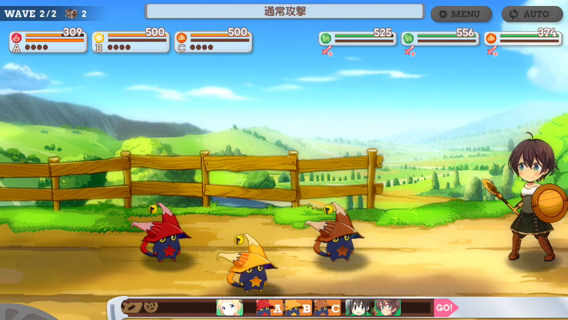 WAVE 2/2 2
通常攻撃
MENU
AUTO
309
500
500
525
556
374
A
B
C
A B C GO!